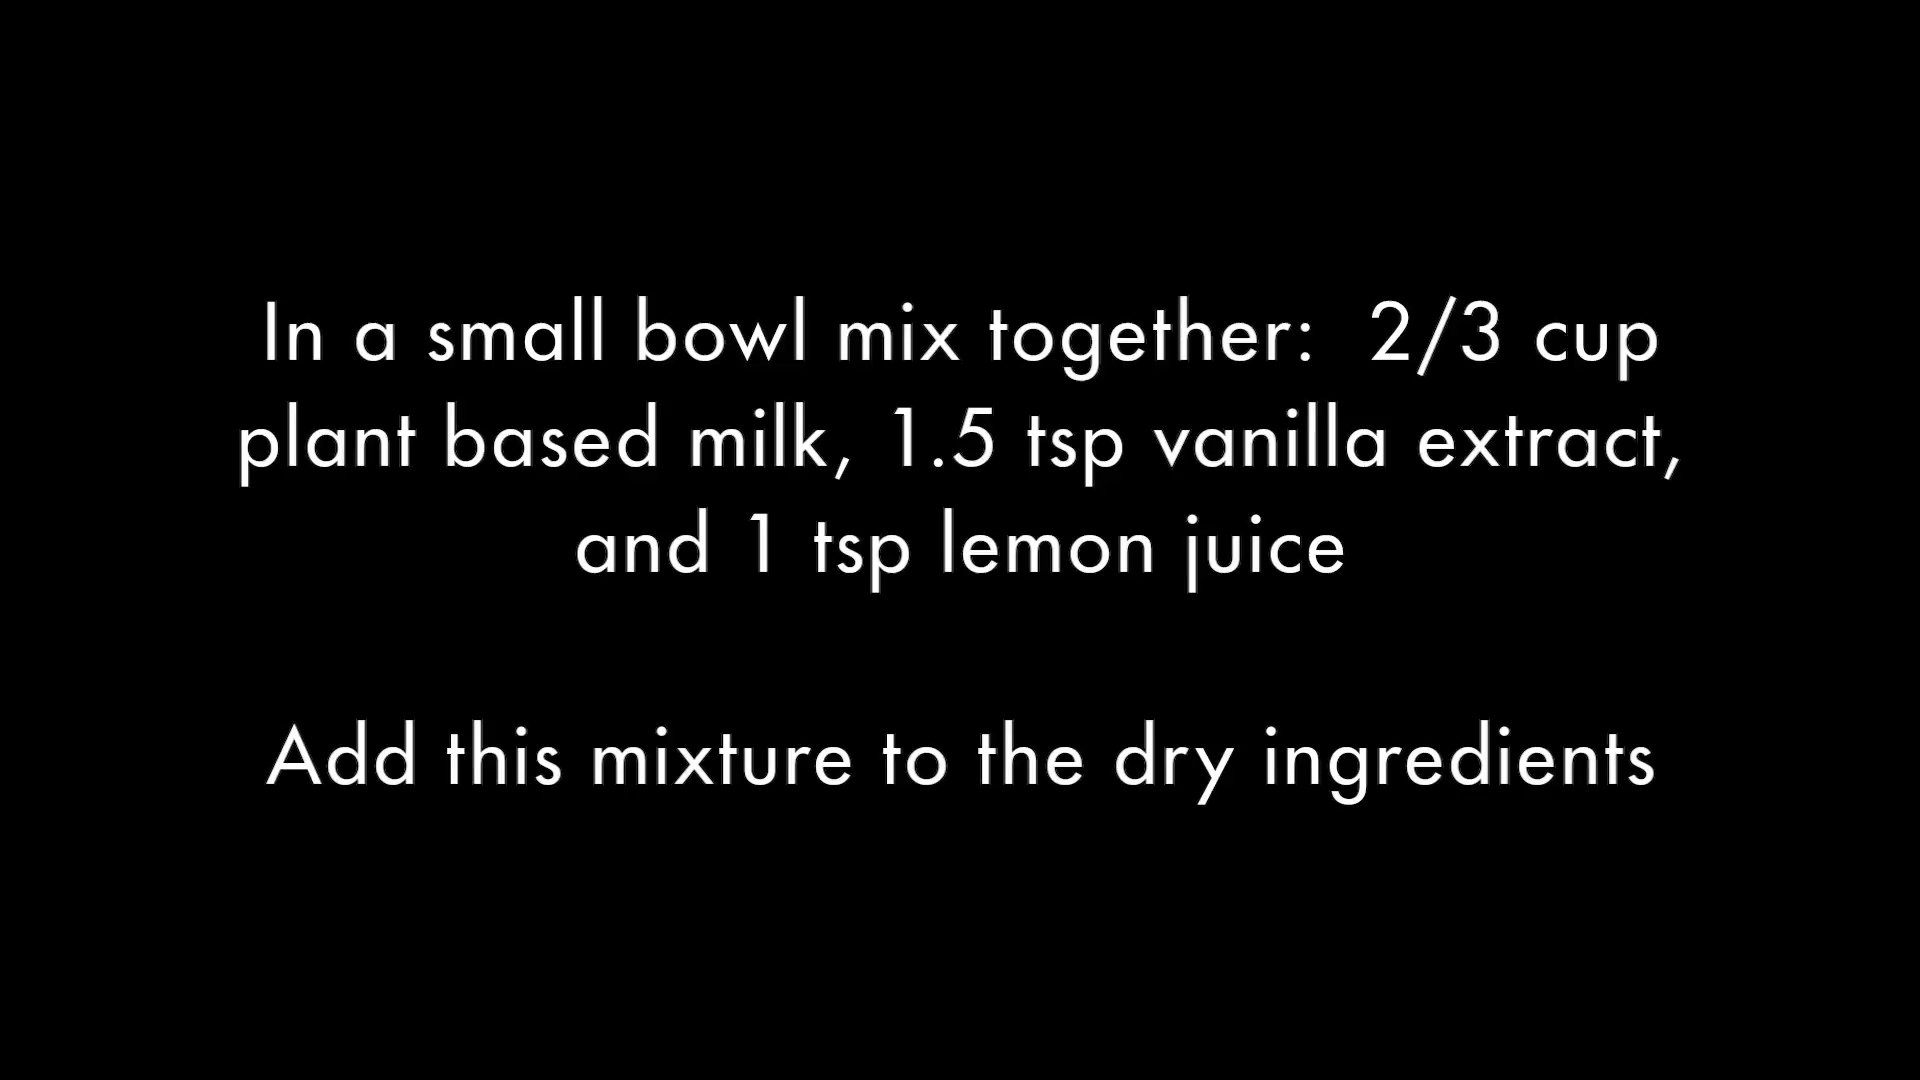 In a small bowl mix together:  2/3 cup
plant based milk, 1.5 tsp vanilla extract,
and 1 tsp lemon juice
Add this mixture to the dry ingredients